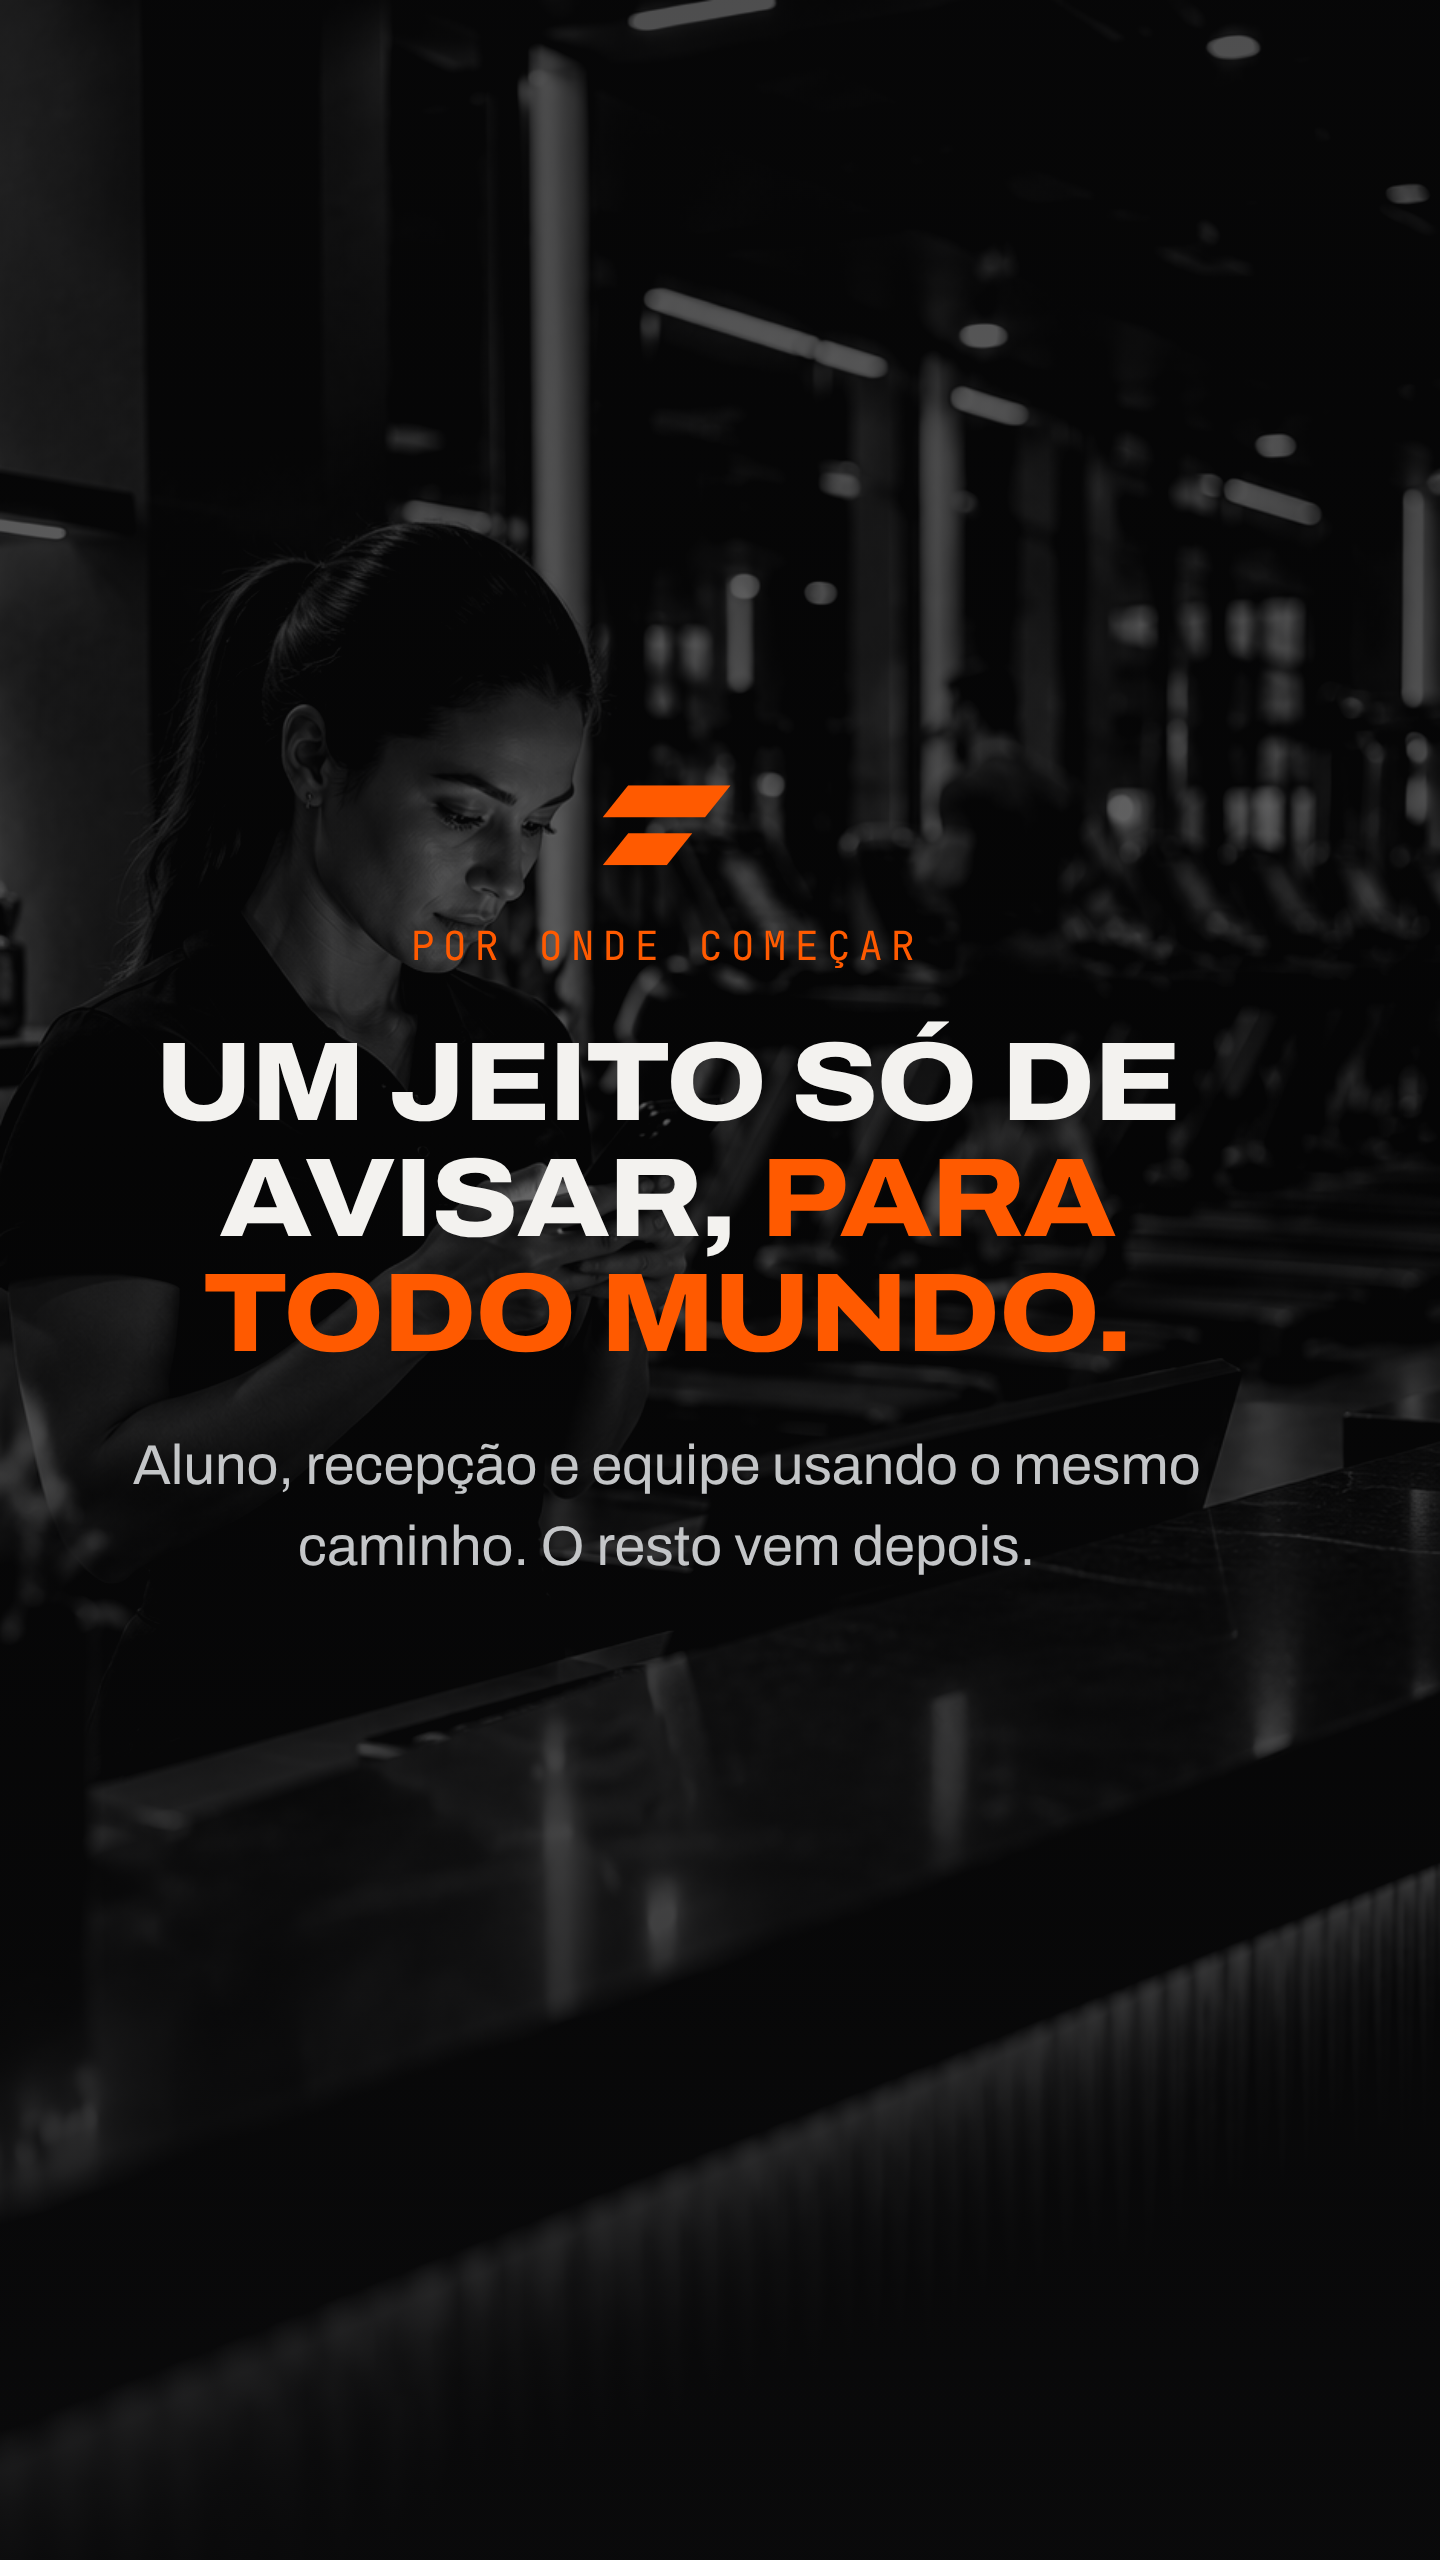 POR ONDE COMEÇAR
UM JEITO SÓ DE
AVISAR, PARA
TODO MUNDO.
Aluno, recepção e equipe usando o mesmo
caminho. O resto vem depois.